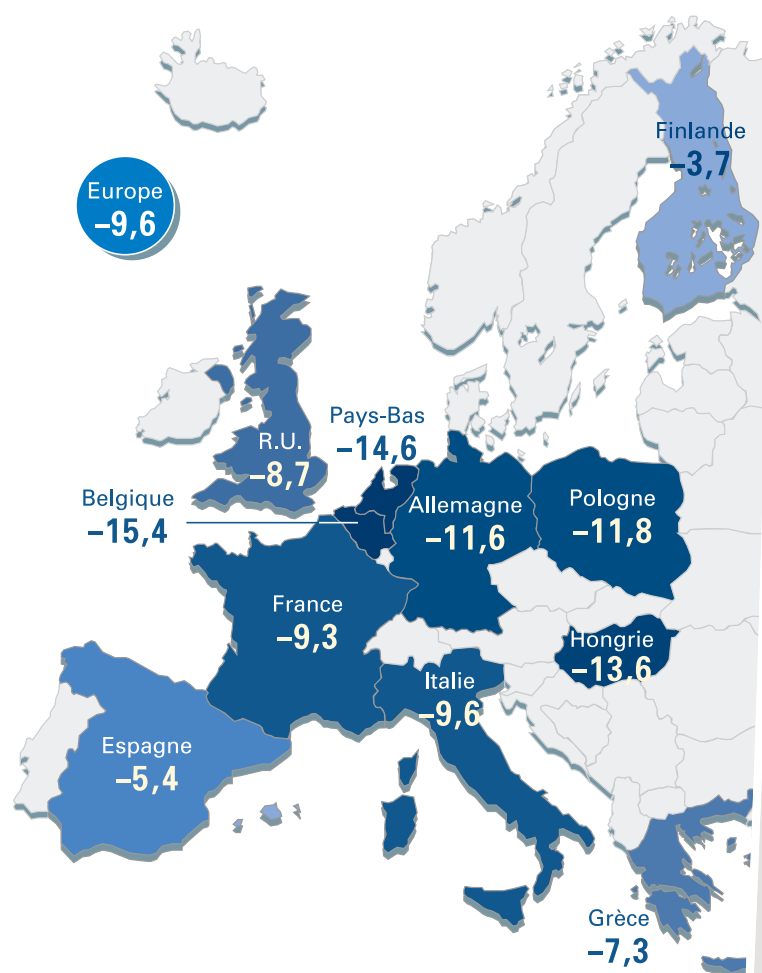 Finlande
–3,7
Europe
–9,6
Pays-Bas
–14,6
R.U.
–8,7
Belgique
–15,4
Allemagne
–11,6
Pologne
–11,8
France
–9,3
Hongrie
–13,6
Italie
–9,6
Espagne
–5,4
Grèce
–7,3